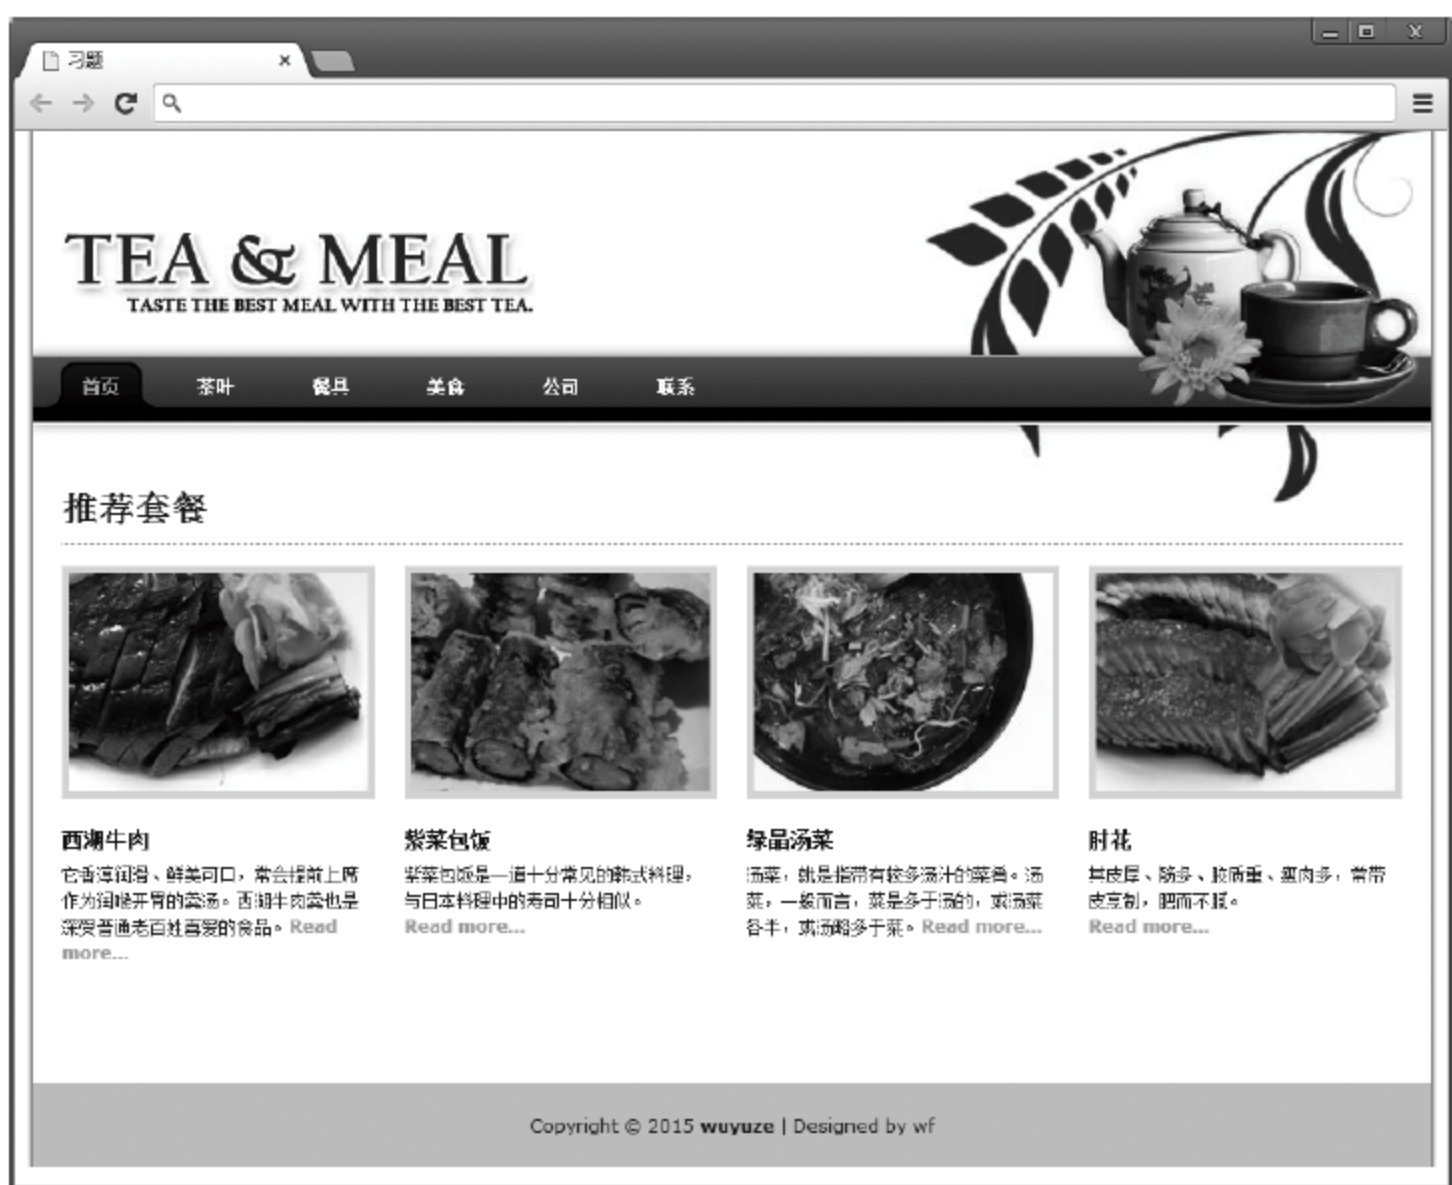 习题
TEA & MEAL
TASTE THE BEST MEAL WITH THE BEST TEA.
首页 茶叶 餐具 美食 公司 联系
推荐套餐
西湖牛肉
它香淳润滑、鲜美可口，常会提前上席
作为润喉开胃的羹汤。西湖牛肉羹也是
深受普通老百姓喜爱的食品。Read
more...
紫菜包饭
紫菜包饭是一道十分常见的韩式料理，
与日本料理中的寿司十分相似。
Read more...
绿晶汤菜
汤菜，就是指带有较多汤汁的菜肴。汤
菜，一般而言，菜是多于汤的，或汤菜
各半，或汤略多于菜。Read more...
肘花
其皮厚、筋多、胶质重、瘦肉多，常带
皮烹制，肥而不腻。
Read more...
Copyright © 2015 wuyuze | Designed by wf